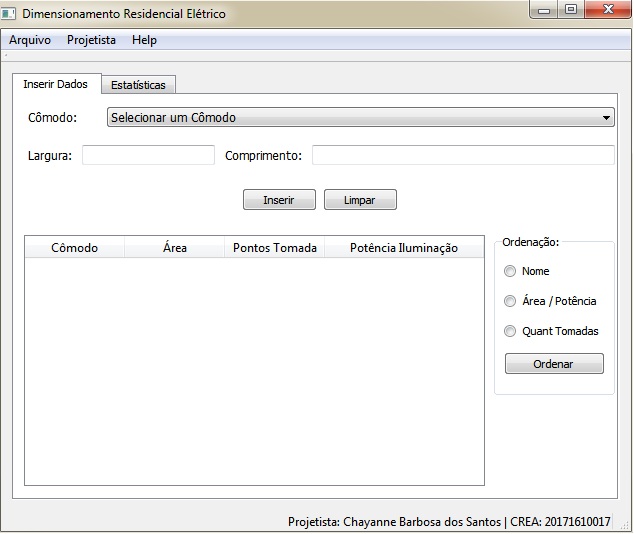 Dimensionamento Residencial Elétrico
Arquivo Projetista Help
Inserir Dados Estatísticas
Cômodo: Selecionar um Cômodo
Largura: Comprimento:
Inserir Limpar
Cômodo Área Pontos Tomada Potência Iluminação
Ordenação:
Nome
Área / Potência
Quant Tomadas
Ordenar
Projetista: Chayanne Barbosa dos Santos | CREA: 20171610017